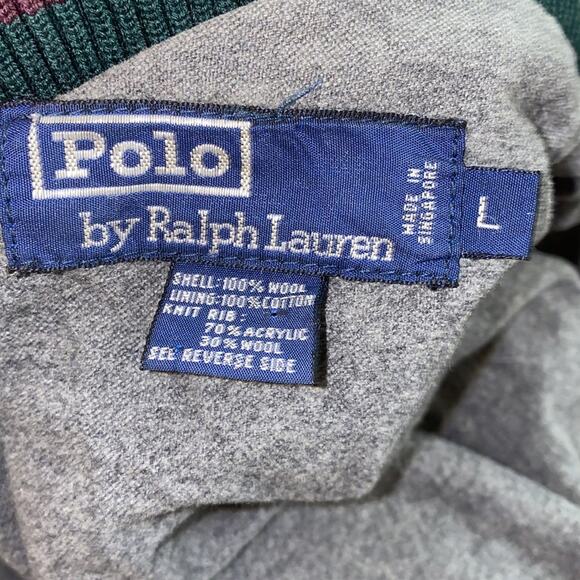 Polo
by Ralph Lauren
MADE IN
SINGAPORE
L
SHELL:100% WOOL
LINING:100%COTTON
KNIT RIB:
70% ACRYLIC
30% WOOL
SEE REVERSE SIDE